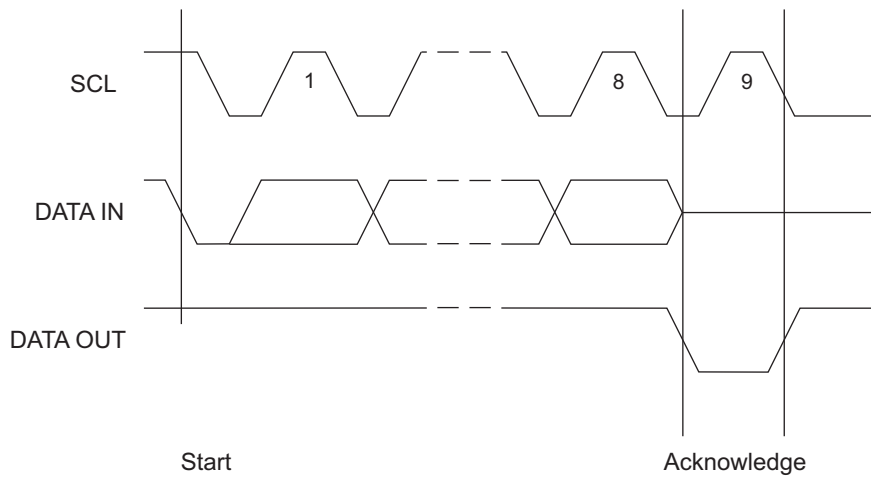 SCL
1
8
9
DATA IN
DATA OUT
Start
Acknowledge